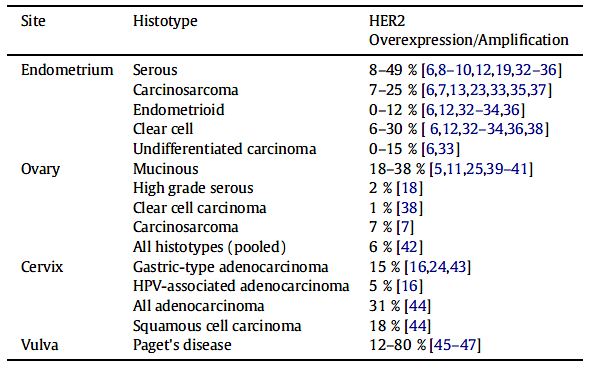 Site Histotype HER2
Overexpression/Amplification
Endometrium Serous 8–49 % [6,8–10,12,19,32–36]
Carcinosarcoma 7–25 % [6,7,13,23,33,35,37]
Endometrioid 0–12 % [6,12,32–34,36]
Clear cell 6–30 % [ 6,12,32–34,36,38]
Undifferentiated carcinoma 0–15 % [6,33]
Ovary Mucinous 18–38 % [5,11,25,39–41]
High grade serous 2 % [18]
Clear cell carcinoma 1 % [38]
Carcinosarcoma 7 % [7]
All histotypes (pooled) 6 % [42]
Cervix Gastric-type adenocarcinoma 15 % [16,24,43]
HPV-associated adenocarcinoma 5 % [16]
All adenocarcinoma 31 % [44]
Squamous cell carcinoma 18 % [44]
Vulva Paget's disease 12–80 % [45–47]